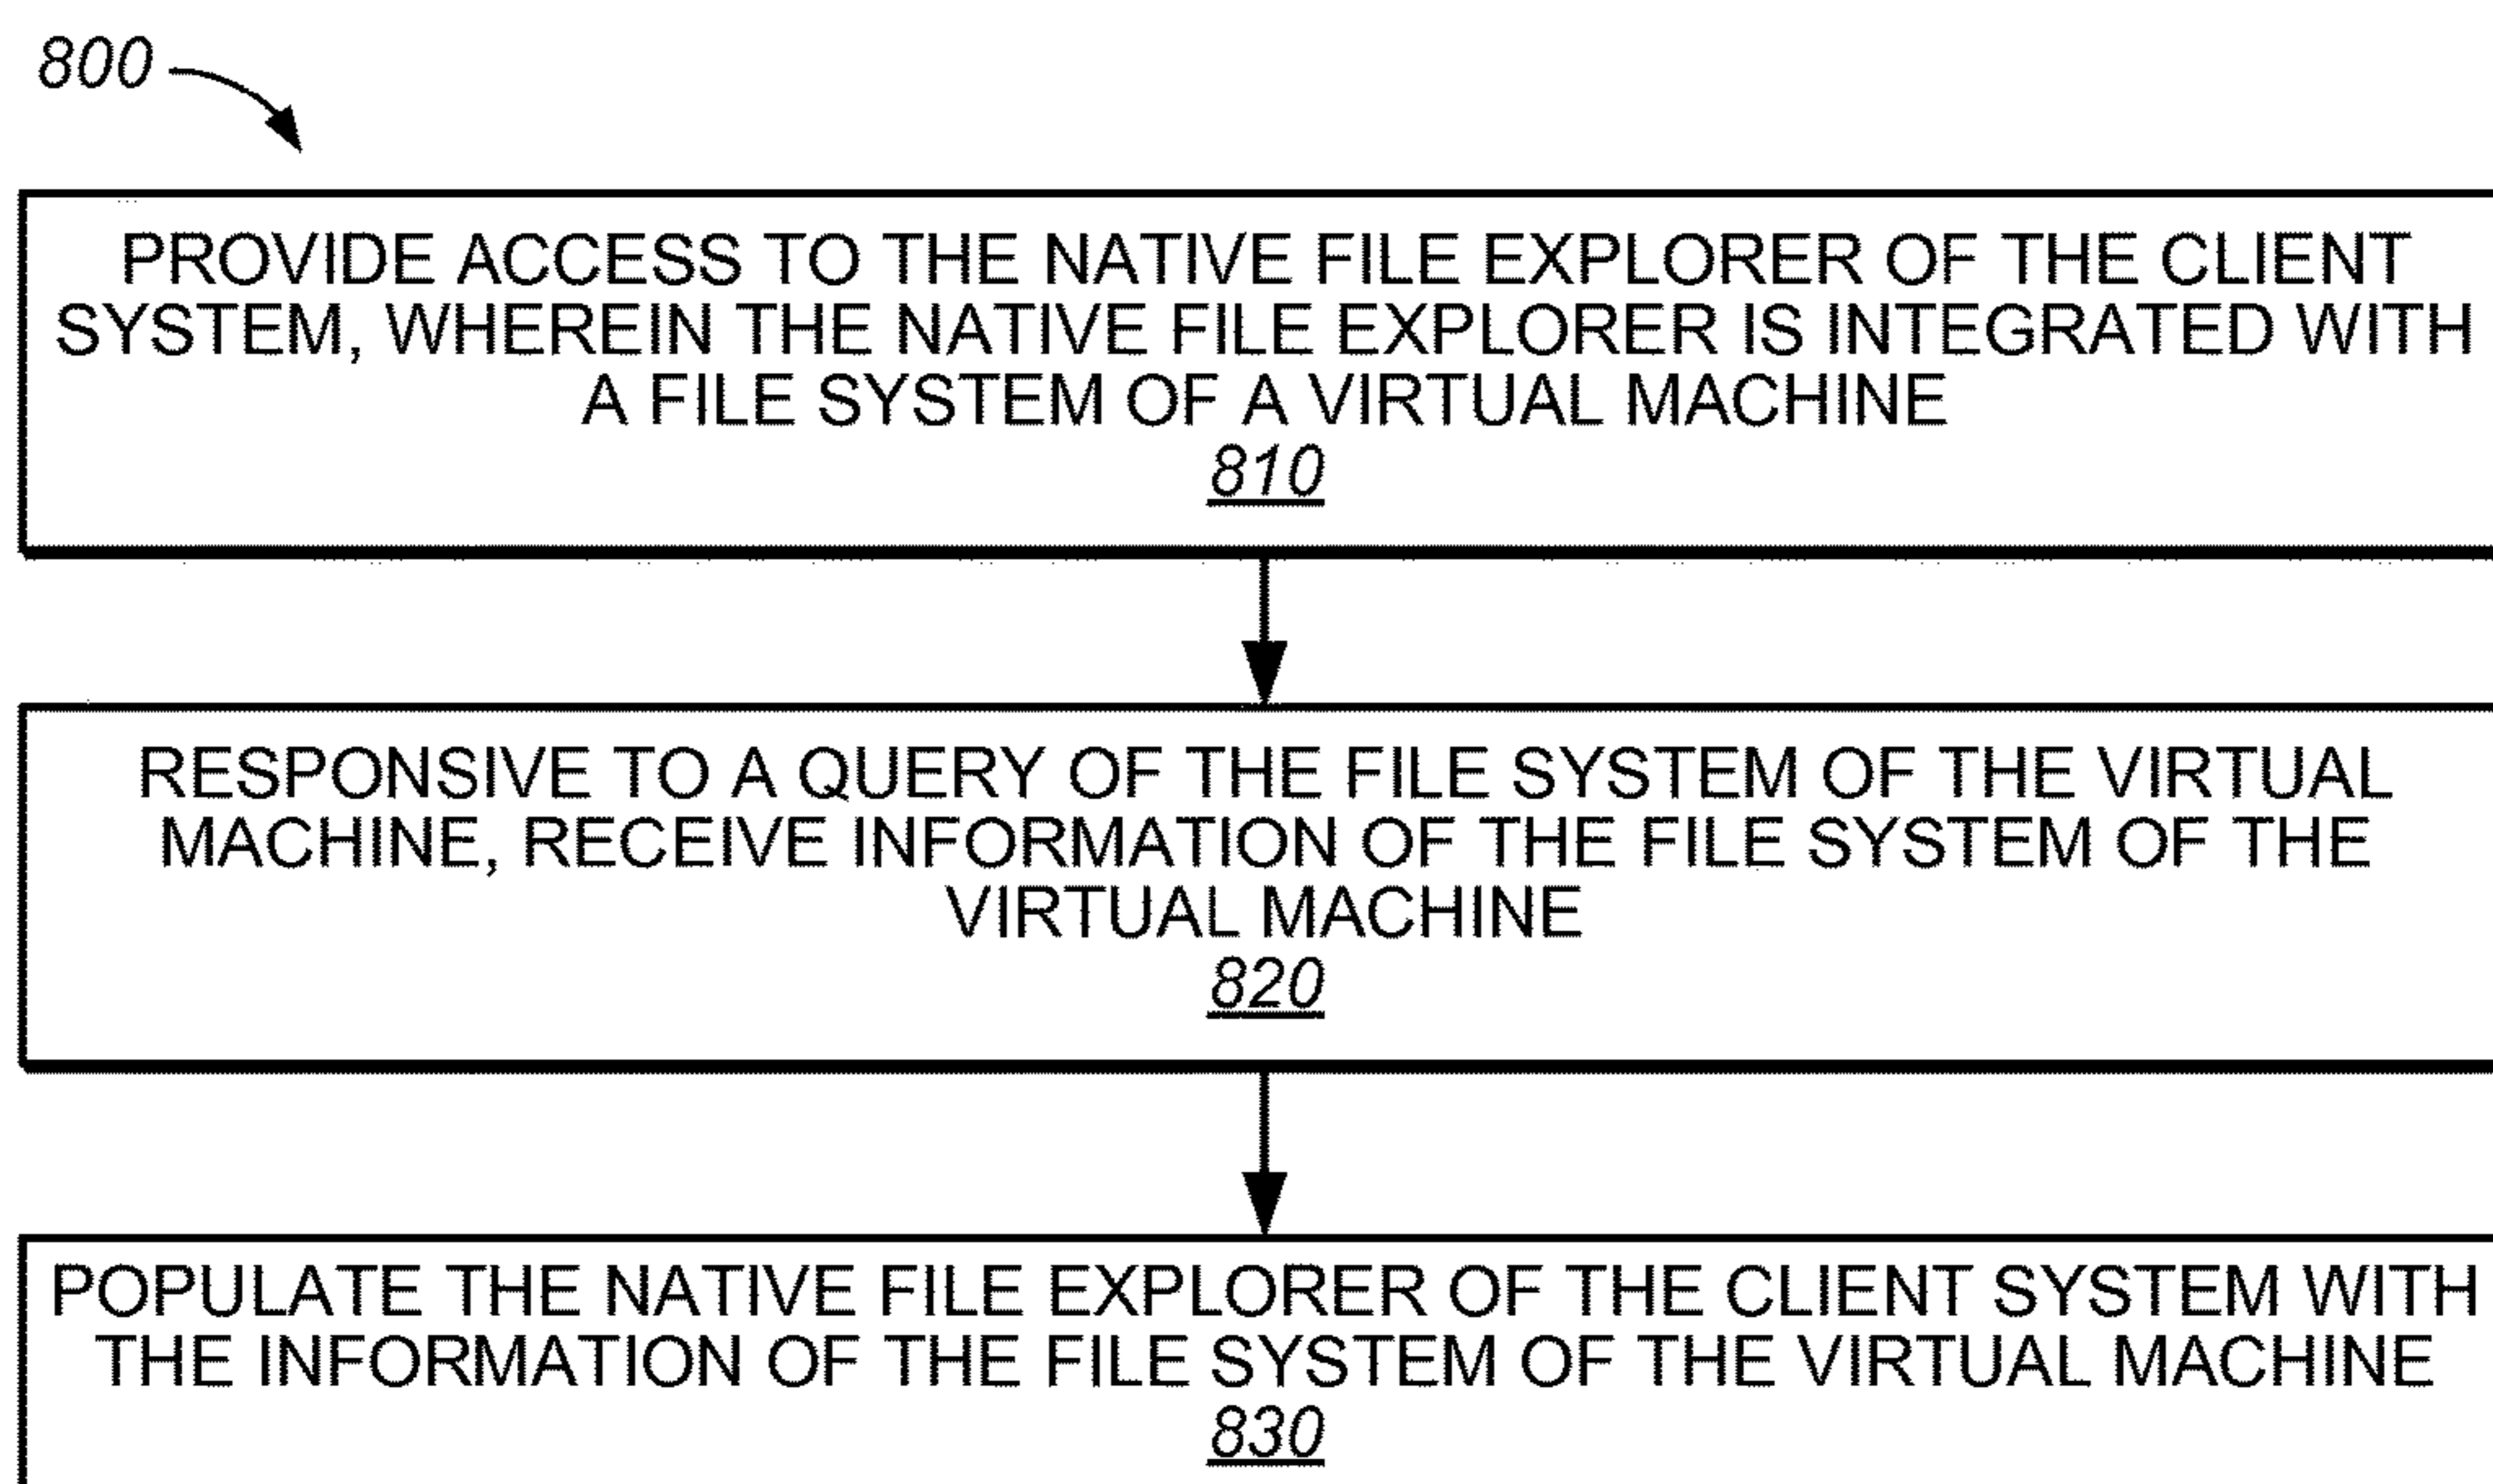 800
PROVIDE ACCESS TO THE NATIVE FILE EXPLORER OF THE CLIENT
SYSTEM, WHEREIN THE NATIVE FILE EXPLORER IS INTEGRATED WITH
A FILE SYSTEM OF A VIRTUAL MACHINE
810
RESPONSIVE TO A QUERY OF THE FILE SYSTEM OF THE VIRTUAL
MACHINE, RECEIVE INFORMATION OF THE FILE SYSTEM OF THE
VIRTUAL MACHINE
820
POPULATE THE NATIVE FILE EXPLORER OF THE CLIENT SYSTEM WITH
THE INFORMATION OF THE FILE SYSTEM OF THE VIRTUAL MACHINE
830